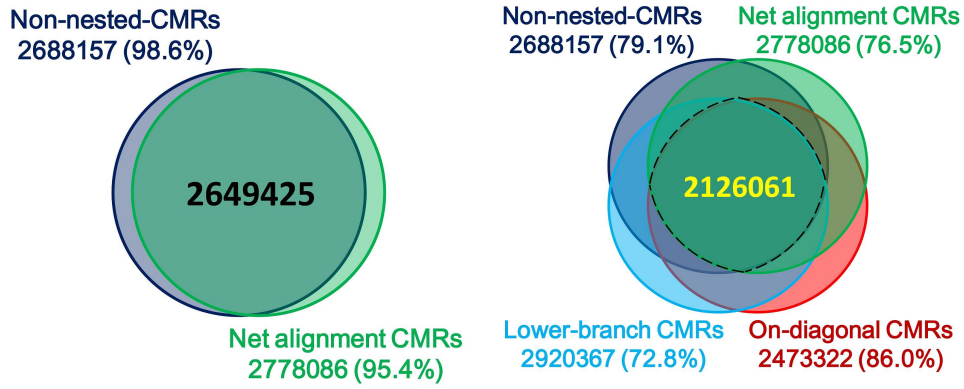 Non-nested-CMRs
2688157 (98.6%)
2649425
Net alignment CMRs
2778086 (95.4%)
Non-nested-CMRs
2688157 (79.1%)
Net alignment CMRs
2778086 (76.5%)
2126061
Lower-branch CMRs
2920367 (72.8%)
On-diagonal CMRs
2473322 (86.0%)